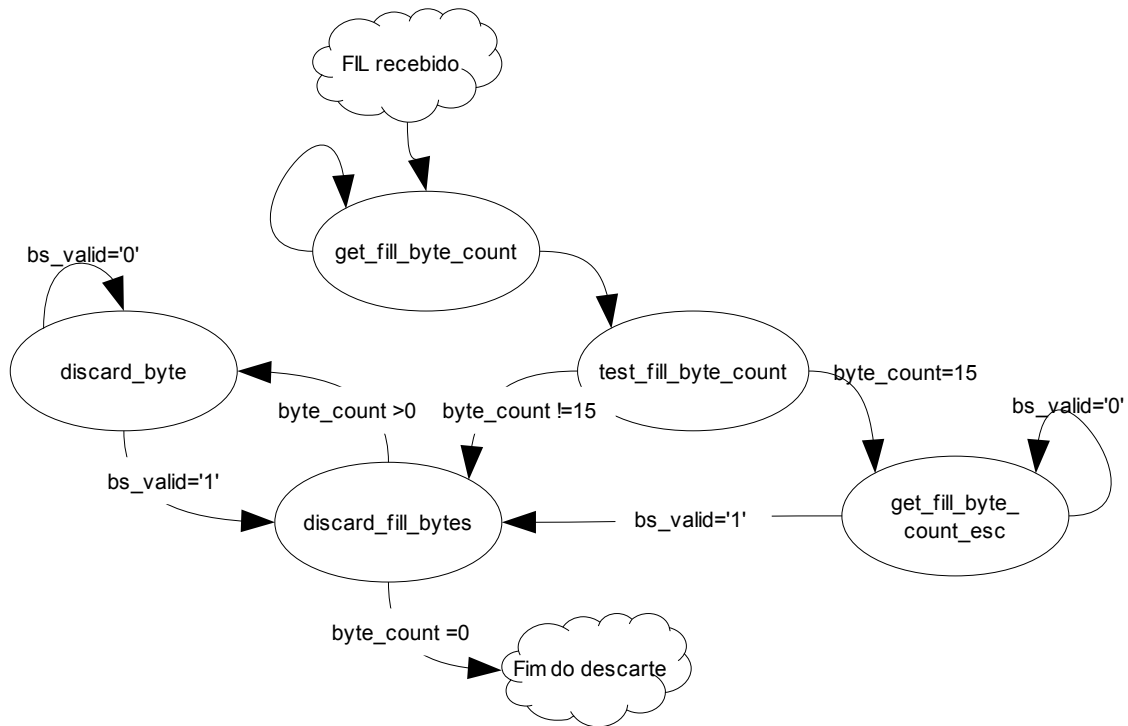 FIL recebido
get_fill_byte_count
bs_valid='0'
discard_byte
test_fill_byte_count
byte_count=15
byte_count >0
byte_count !=15
bs_valid='0'
bs_valid='1'
discard_fill_bytes
bs_valid='1'
get_fill_byte_
count_esc
byte_count =0
Fim do descarte